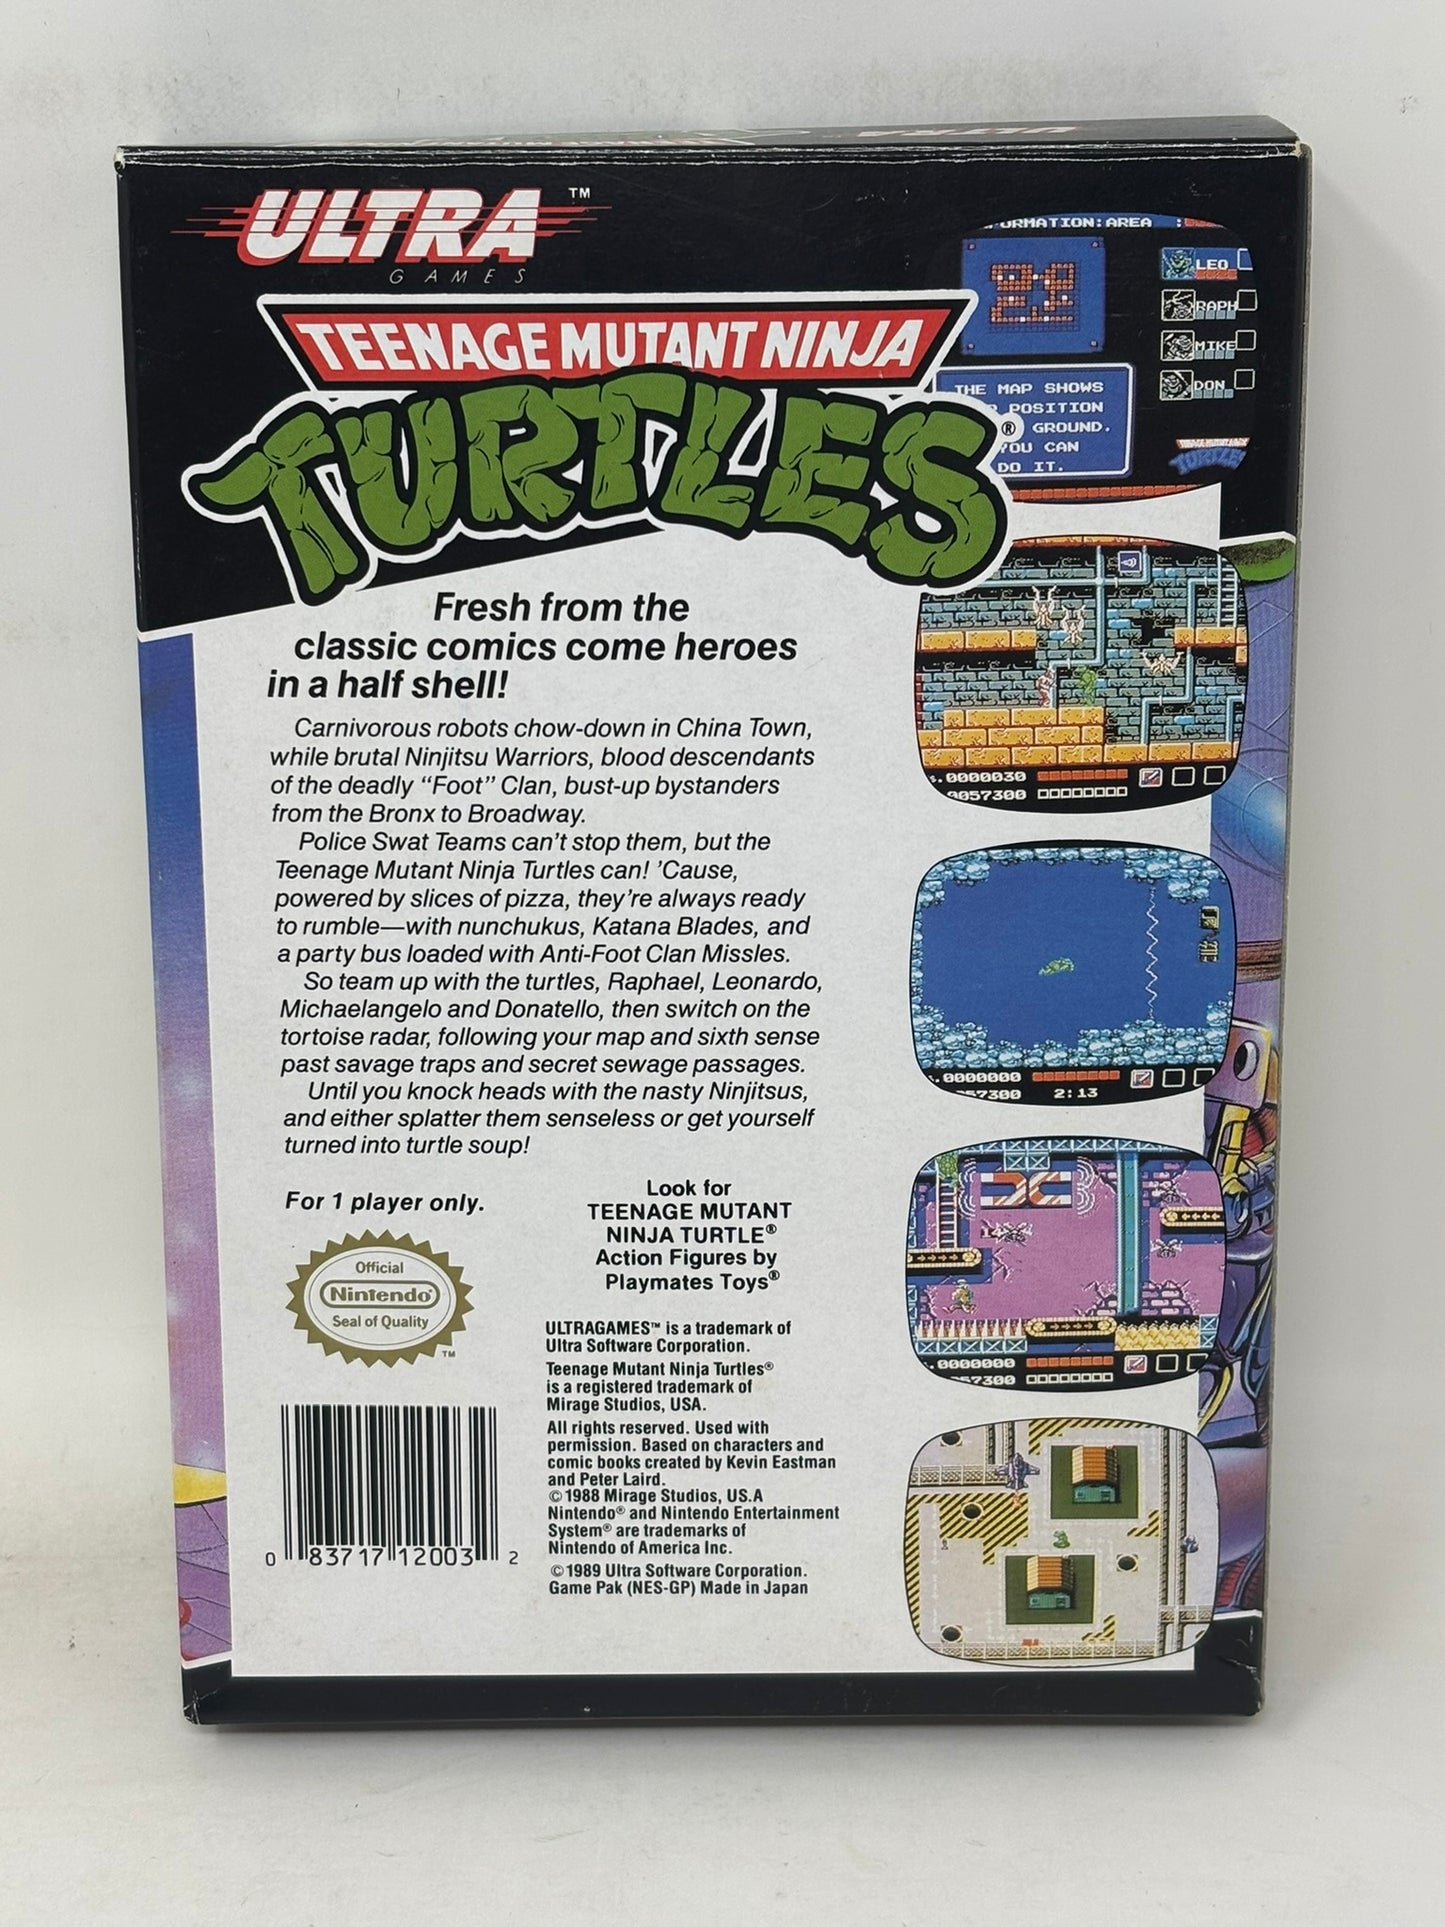 ULTRA™
GAMES
TEENAGE MUTANT NINJA
TURTLES®
Fresh from the
classic comics come heroes
in a half shell!
Carnivorous robots chow-down in China Town,
while brutal Ninjitsu Warriors, blood descendants
of the deadly “Foot” Clan, bust-up bystanders
from the Bronx to Broadway.
Police Swat Teams can't stop them, but the
Teenage Mutant Ninja Turtles can! 'Cause,
powered by slices of pizza, they're always ready
to rumble—with nunchukus, Katana Blades, and
a party bus loaded with Anti-Foot Clan Missles.
So team up with the turtles, Raphael, Leonardo,
Michaelangelo and Donatello, then switch on the
tortoise radar, following your map and sixth sense
past savage traps and secret sewage passages.
Until you knock heads with the nasty Ninjitsus,
and either splatter them senseless or get yourself
turned into turtle soup!
For 1 player only.
Official
Nintendo
Seal of Quality
TM
0 83717 12003 2
Look for
TEENAGE MUTANT
NINJA TURTLE®
Action Figures by
Playmates Toys®
ULTRAGAMES™ is a trademark of
Ultra Software Corporation.
Teenage Mutant Ninja Turtles®
is a registered trademark of
Mirage Studios, USA.
All rights reserved. Used with
permission. Based on characters and
comic books created by Kevin Eastman
and Peter Laird.
© 1988 Mirage Studios, US.A
Nintendo® and Nintendo Entertainment
System® are trademarks of
Nintendo of America Inc.
© 1989 Ultra Software Corporation.
Game Pak (NES-GP) Made in Japan
ORMATION:AREA
LEO
RAPH
MIKE
DON
THE MAP SHOWS
POSITION
GROUND.
YOU CAN
DO IT.
TURTLES
.0000030
0057300
.0000000
57300 2:13
.0000000
57300